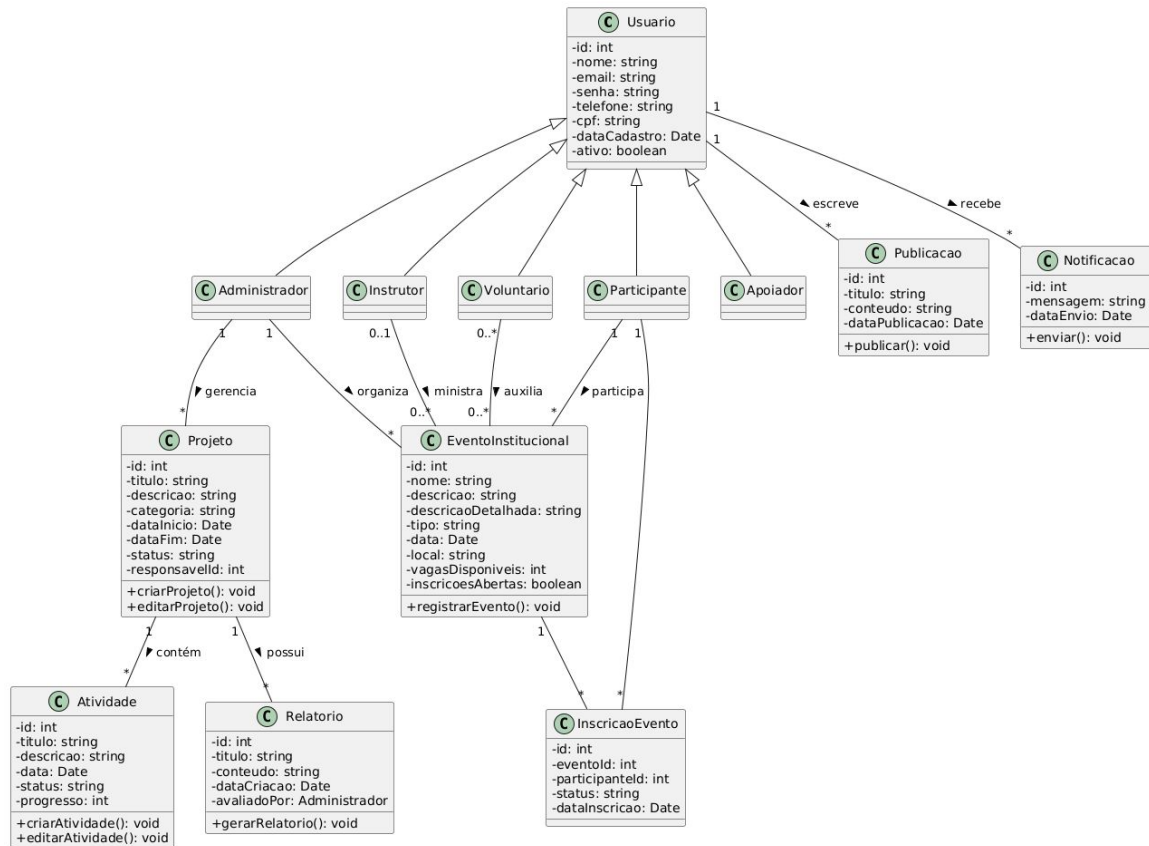 C Usuario
-id: int
-nome: string
-email: string
-senha: string
-telefone: string
-cpf: string
-dataCadastro: Date
-ativo: boolean
1
1
escreve
recebe
*
*
C Administrador
C Instrutor
C Voluntario
C Participante
C Apoiador
C Publicacao
-id: int
-titulo: string
-conteudo: string
-dataPublicacao: Date
+publicar(): void
C Notificacao
-id: int
-mensagem: string
-dataEnvio: Date
+enviar(): void
1
1
0..1
0..*
1
1
gerencia
organiza
ministra
auxilia
participa
*
*
0..*
0..*
*
C Projeto
-id: int
-titulo: string
-descricao: string
-categoria: string
-dataInicio: Date
-dataFim: Date
-status: string
-responsavelId: int
+criarProjeto(): void
+editarProjeto(): void
C EventoInstitucional
-id: int
-nome: string
-descricao: string
-descricaoDetalhada: string
-tipo: string
-data: Date
-local: string
-vagasDisponiveis: int
-inscricoesAbertas: boolean
+registrarEvento(): void
1
1
1
contém
possui
*
*
*
*
C Atividade
-id: int
-titulo: string
-descricao: string
-data: Date
-status: string
-progresso: int
+criarAtividade(): void
+editarAtividade(): void
C Relatorio
-id: int
-titulo: string
-conteudo: string
-dataCriacao: Date
-avaliadoPor: Administrador
+gerarRelatorio(): void
C InscricaoEvento
-id: int
-eventoId: int
-participanteId: int
-status: string
-dataInscricao: Date